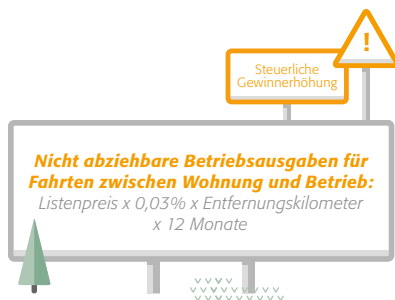 !
Steuerliche
Gewinnerhöhung
Nicht abziehbare Betriebsausgaben für
Fahrten zwischen Wohnung und Betrieb:
Listenpreis x 0,03% x Entfernungskilometer
x 12 Monate